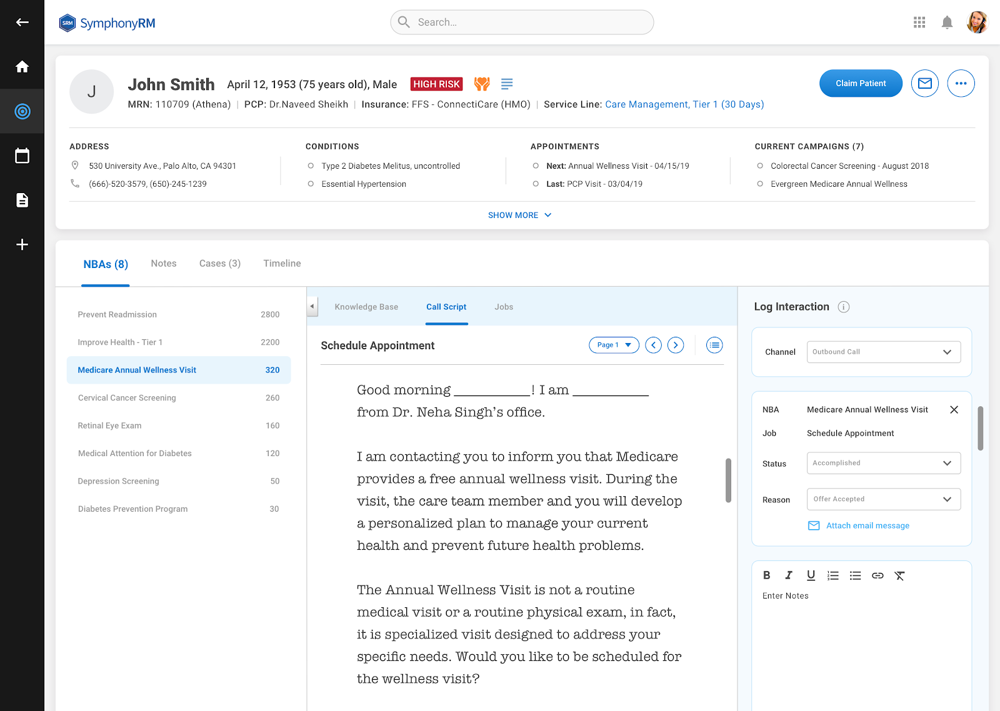 SRM SymphonyRM
Search...
J
John Smith April 12, 1953 (75 years old), Male HIGH RISK
Claim Patient
MRN: 110709 (Athena) | PCP: Dr.Naveed Sheikh | Insurance: FFS - ConnectiCare (HMO) | Service Line: Care Management, Tier 1 (30 Days)
ADDRESS
530 University Ave., Palo Alto, CA 94301
(666)-520-3579, (650)-245-1239
CONDITIONS
Type 2 Diabetes Melitus, uncontrolled
Essential Hypertension
APPOINTMENTS
Next: Annual Wellness Visit - 04/15/19
Last: PCP Visit - 03/04/19
CURRENT CAMPAIGNS (7)
Colorectal Cancer Screening - August 2018
Evergreen Medicare Annual Wellness
SHOW MORE
NBAs (8) Notes Cases (3) Timeline
Prevent Readmission 2800
Improve Health - Tier 1 2200
Medicare Annual Wellness Visit 320
Cervical Cancer Screening 260
Retinal Eye Exam 160
Medical Attention for Diabetes 120
Depression Screening 50
Diabetes Prevention Program 30
Knowledge Base Call Script Jobs
Schedule Appointment Page 1
Good morning __________! I am __________
from Dr. Neha Singh's office.
I am contacting you to inform you that Medicare
provides a free annual wellness visit. During the
visit, the care team member and you will develop
a personalized plan to manage your current
health and prevent future health problems.
The Annual Wellness Visit is not a routine
medical visit or a routine physical exam, in fact,
it is specialized visit designed to address your
specific needs. Would you like to be scheduled for
the wellness visit?
Log Interaction i
Channel Outbound Call
NBA Medicare Annual Wellness Visit
Job Schedule Appointment
Status Accomplished
Reason Offer Accepted
Attach email message
B I U
Enter Notes